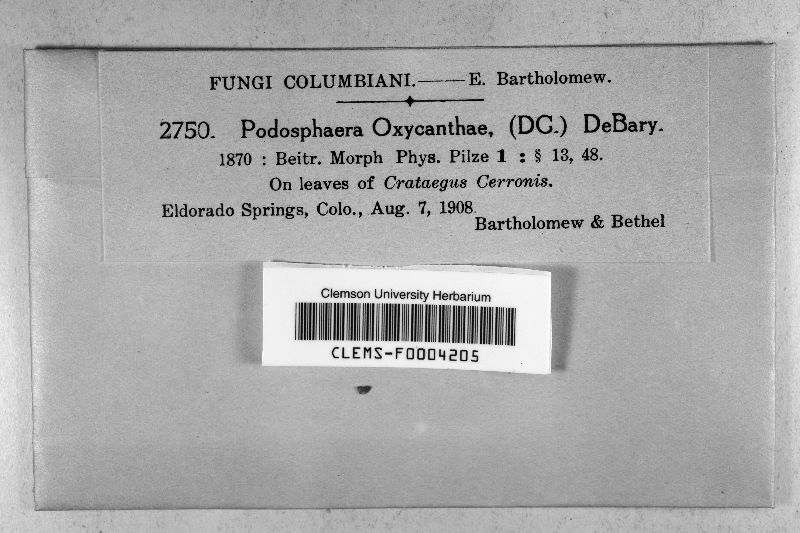 FUNGI COLUMBIANI.——E. Bartholomew.
2750. Podosphaera Oxycanthae, (DC.) DeBary.
1870 : Beitr. Morph Phys. Pilze 1 : § 13, 48.
On leaves of Crataegus Cerronis.
Eldorado Springs, Colo., Aug. 7, 1908.
Bartholomew & Bethel
Clemson University Herbarium
CLEMS-F0004205